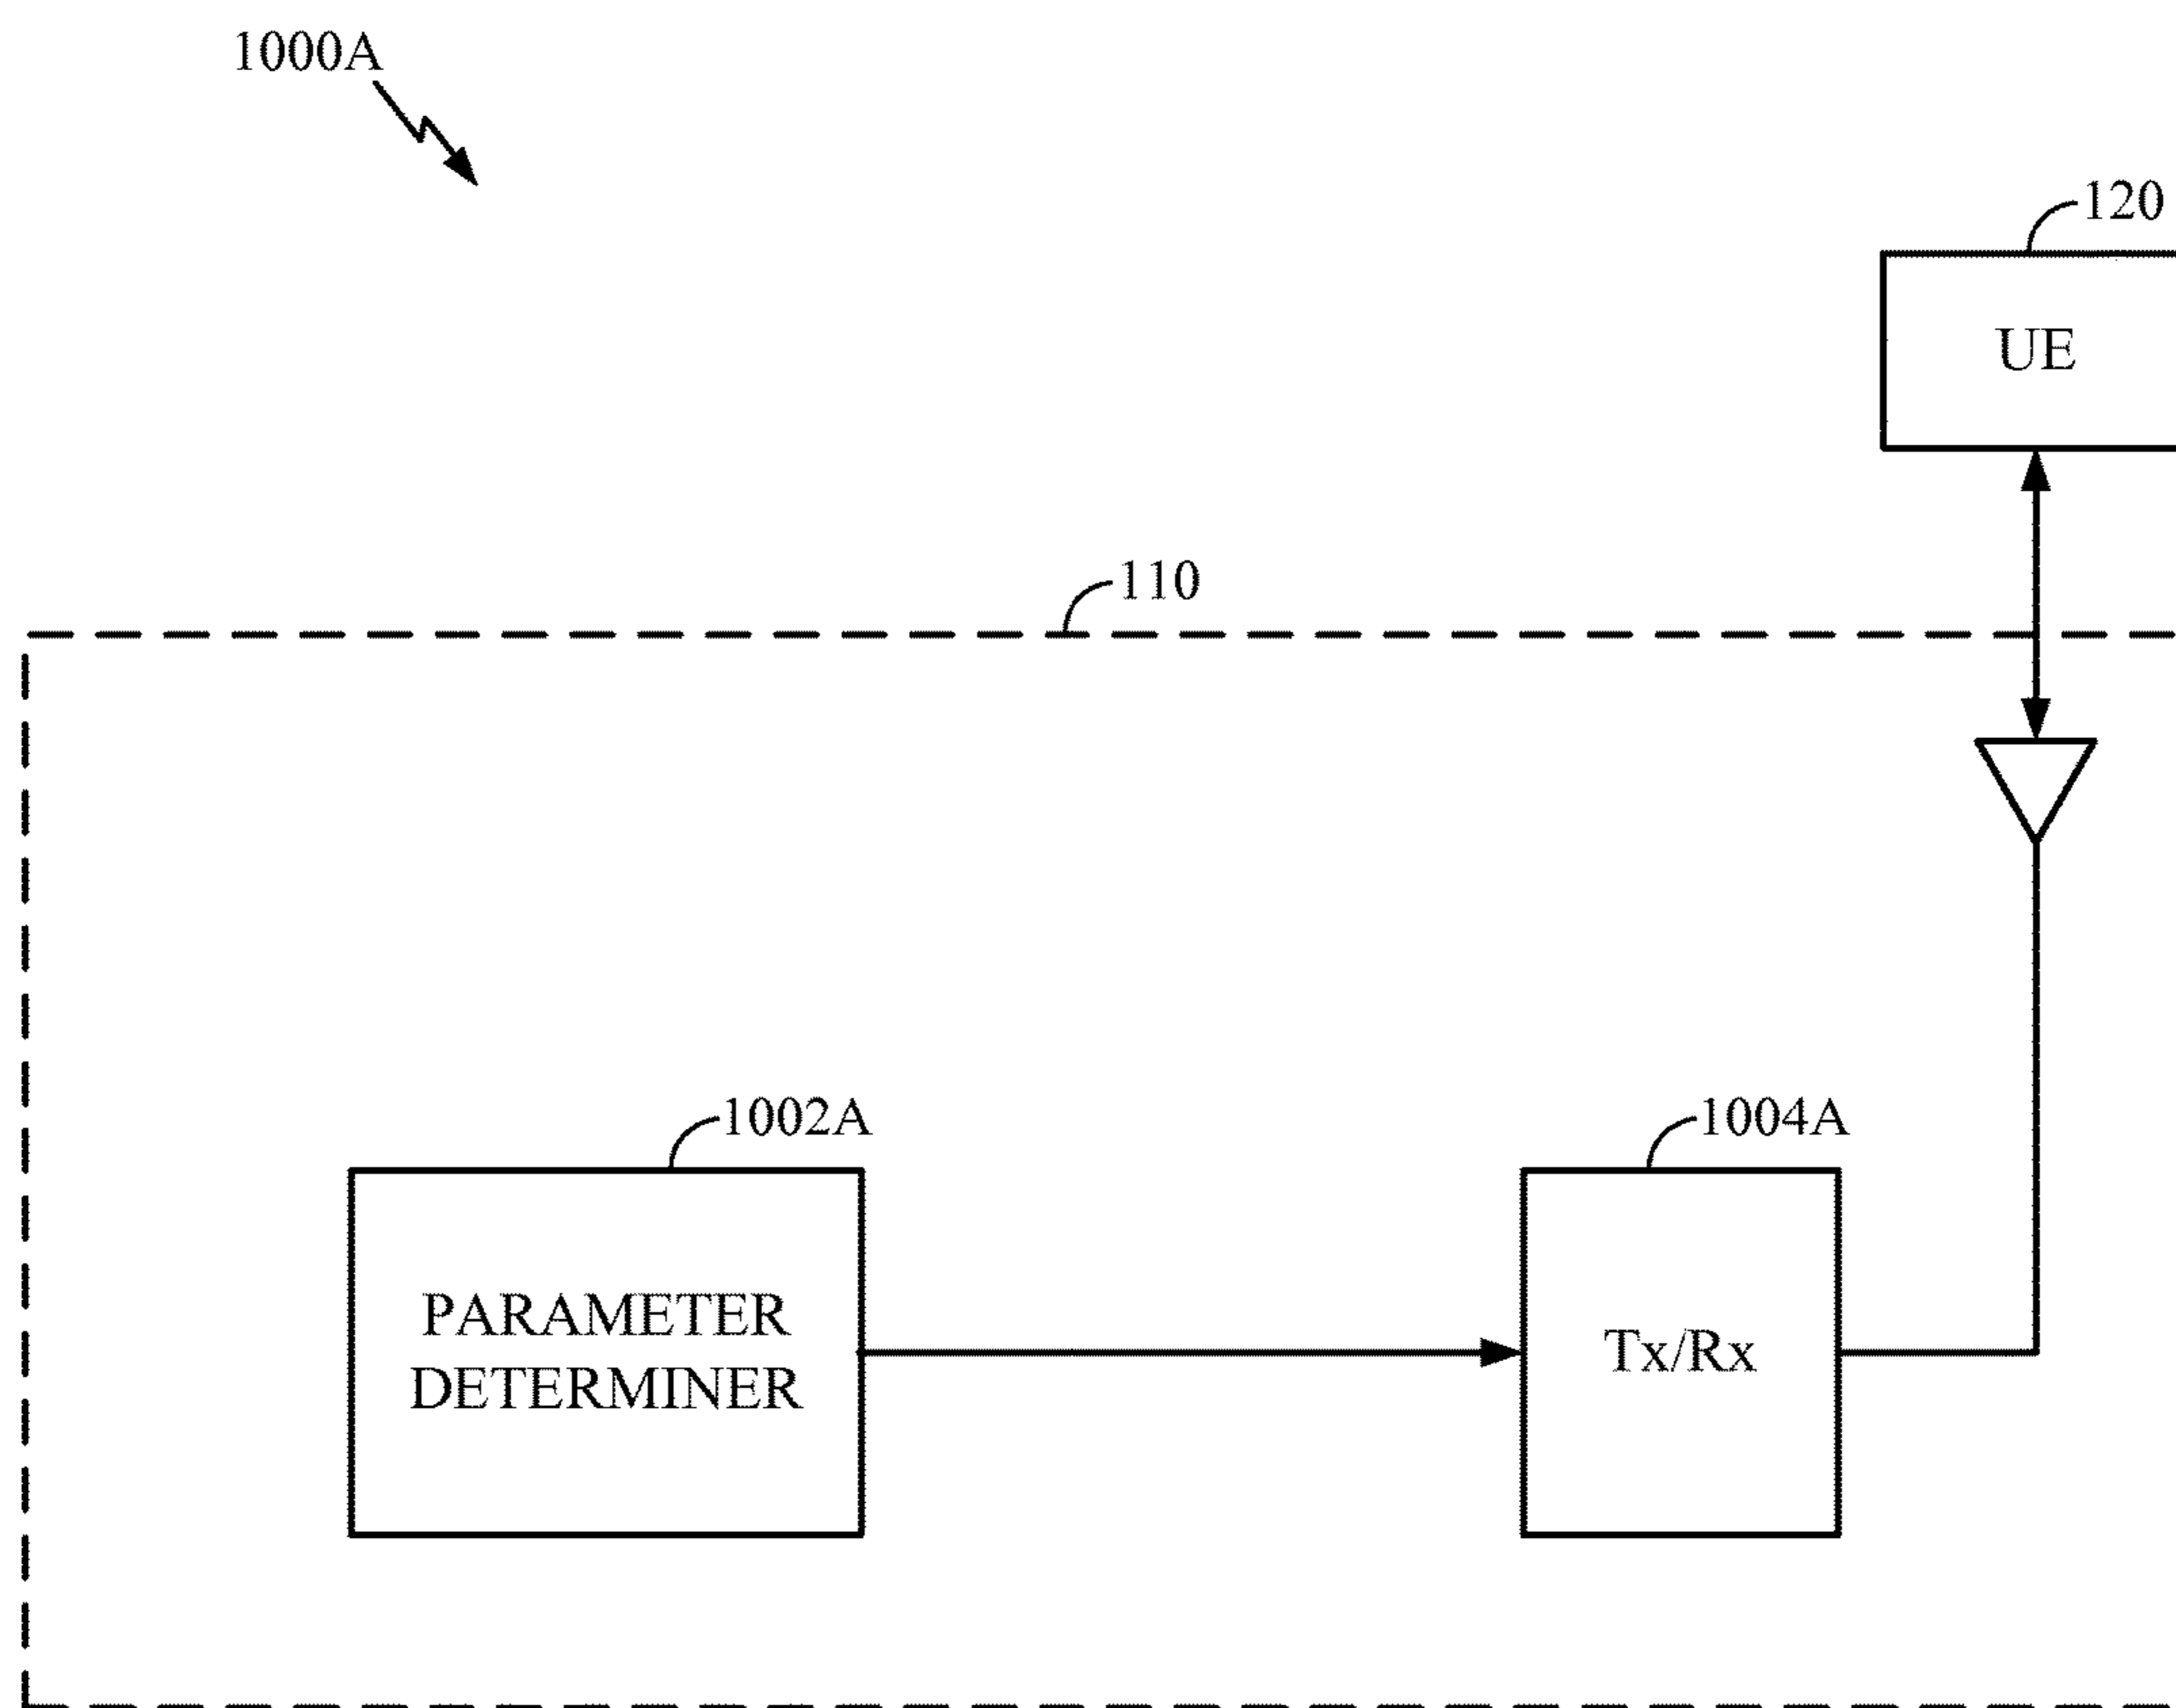 1000A
120
UE
110
1002A
1004A
PARAMETER
DETERMINER
Tx/Rx